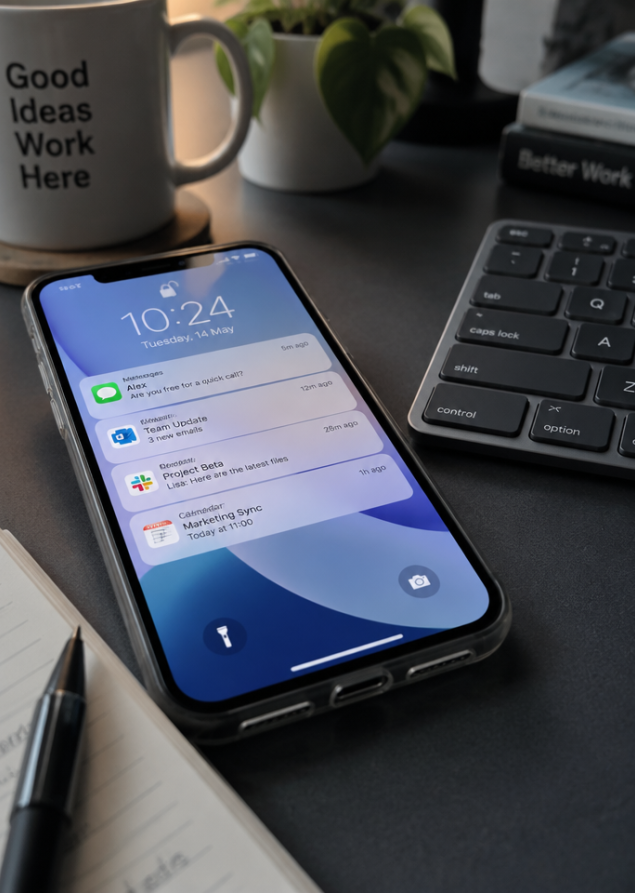 Good
Ideas
Work
Here
Better Work
10:24
Tuesday, 14 May
Messages
5m ago
Alex
Are you free for a quick call?
12m ago
Team Update
3 new emails
25m ago
Project Beta
Lisa: Here are the latest files
Calendar
1h ago
Marketing Sync
Today at 11:00
esc
Q
tab
A
caps lock
Z
shift
control
option